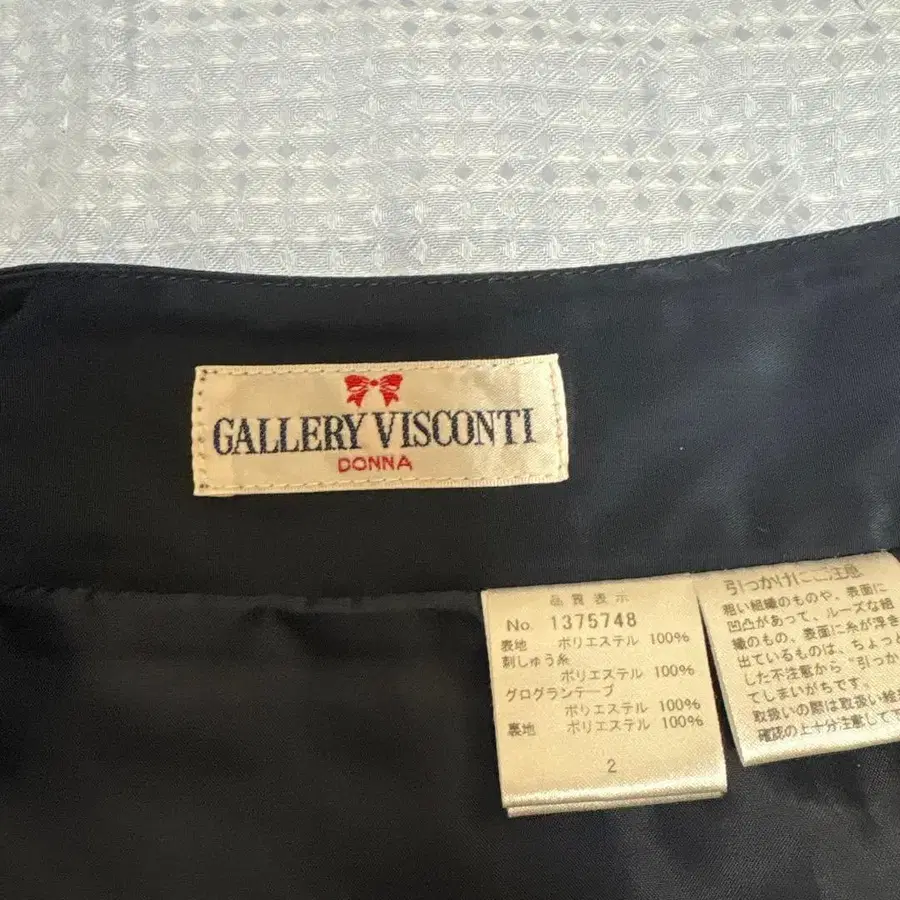 GALLERY VISCONTI
DONNA
品質表示
No. 1375748
表地 ポリエステル 100%
刺しゅう糸
ポリエステル 100%
グログランテープ
ポリエステル 100%
裏地 ポリエステル 100%
2
引っかけにご注意
粗い組織のものや、表面に
凹凸があって、ルーズな組
織のもの、表面に糸が浮き
出ているものは、ちょっと
した不注意から“引っか
てしまいがちです。
取扱いの際は取扱い絵
確認の上十分注意して下